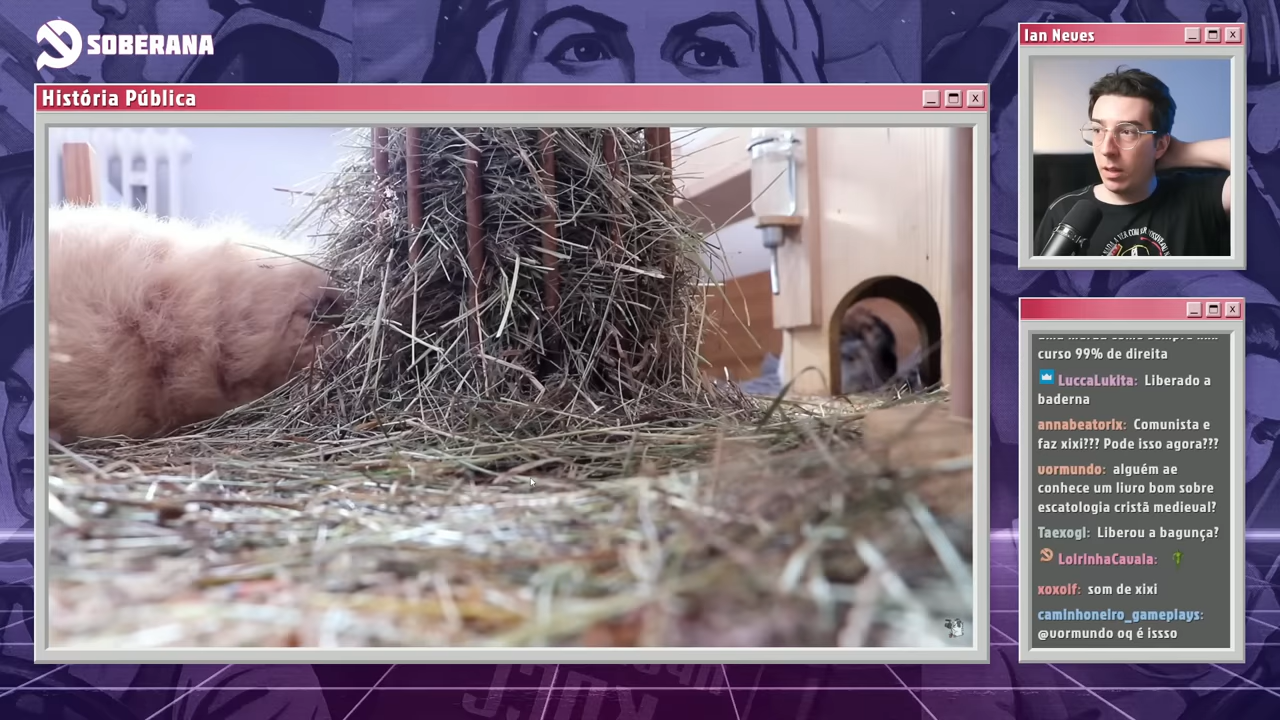 SOBERANA
História Pública
Ian Neves
curso 99% de direita
LuccaLukita: Liberado a
baderna
annabeatorix: Comunista e
faz xixi??? Pode isso agora???
vormundo: alguém ae
conhece um livro bom sobre
escatologia cristã medieval?
Taexogl: Liberou a bagunça?
LoirinhaCavala:
xoxolf: som de xixi
caminhoneiro_gameplays:
@vormundo oq é issso